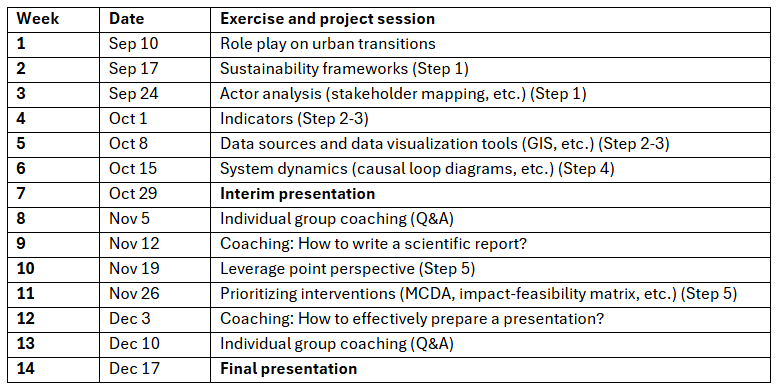 Week Date Exercise and project session
1 Sep 10 Role play on urban transitions
2 Sep 17 Sustainability frameworks (Step 1)
3 Sep 24 Actor analysis (stakeholder mapping, etc.) (Step 1)
4 Oct 1 Indicators (Step 2-3)
5 Oct 8 Data sources and data visualization tools (GIS, etc.) (Step 2-3)
6 Oct 15 System dynamics (causal loop diagrams, etc.) (Step 4)
7 Oct 29 Interim presentation
8 Nov 5 Individual group coaching (Q&A)
9 Nov 12 Coaching: How to write a scientific report?
10 Nov 19 Leverage point perspective (Step 5)
11 Nov 26 Prioritizing interventions (MCDA, impact-feasibility matrix, etc.) (Step 5)
12 Dec 3 Coaching: How to effectively prepare a presentation?
13 Dec 10 Individual group coaching (Q&A)
14 Dec 17 Final presentation